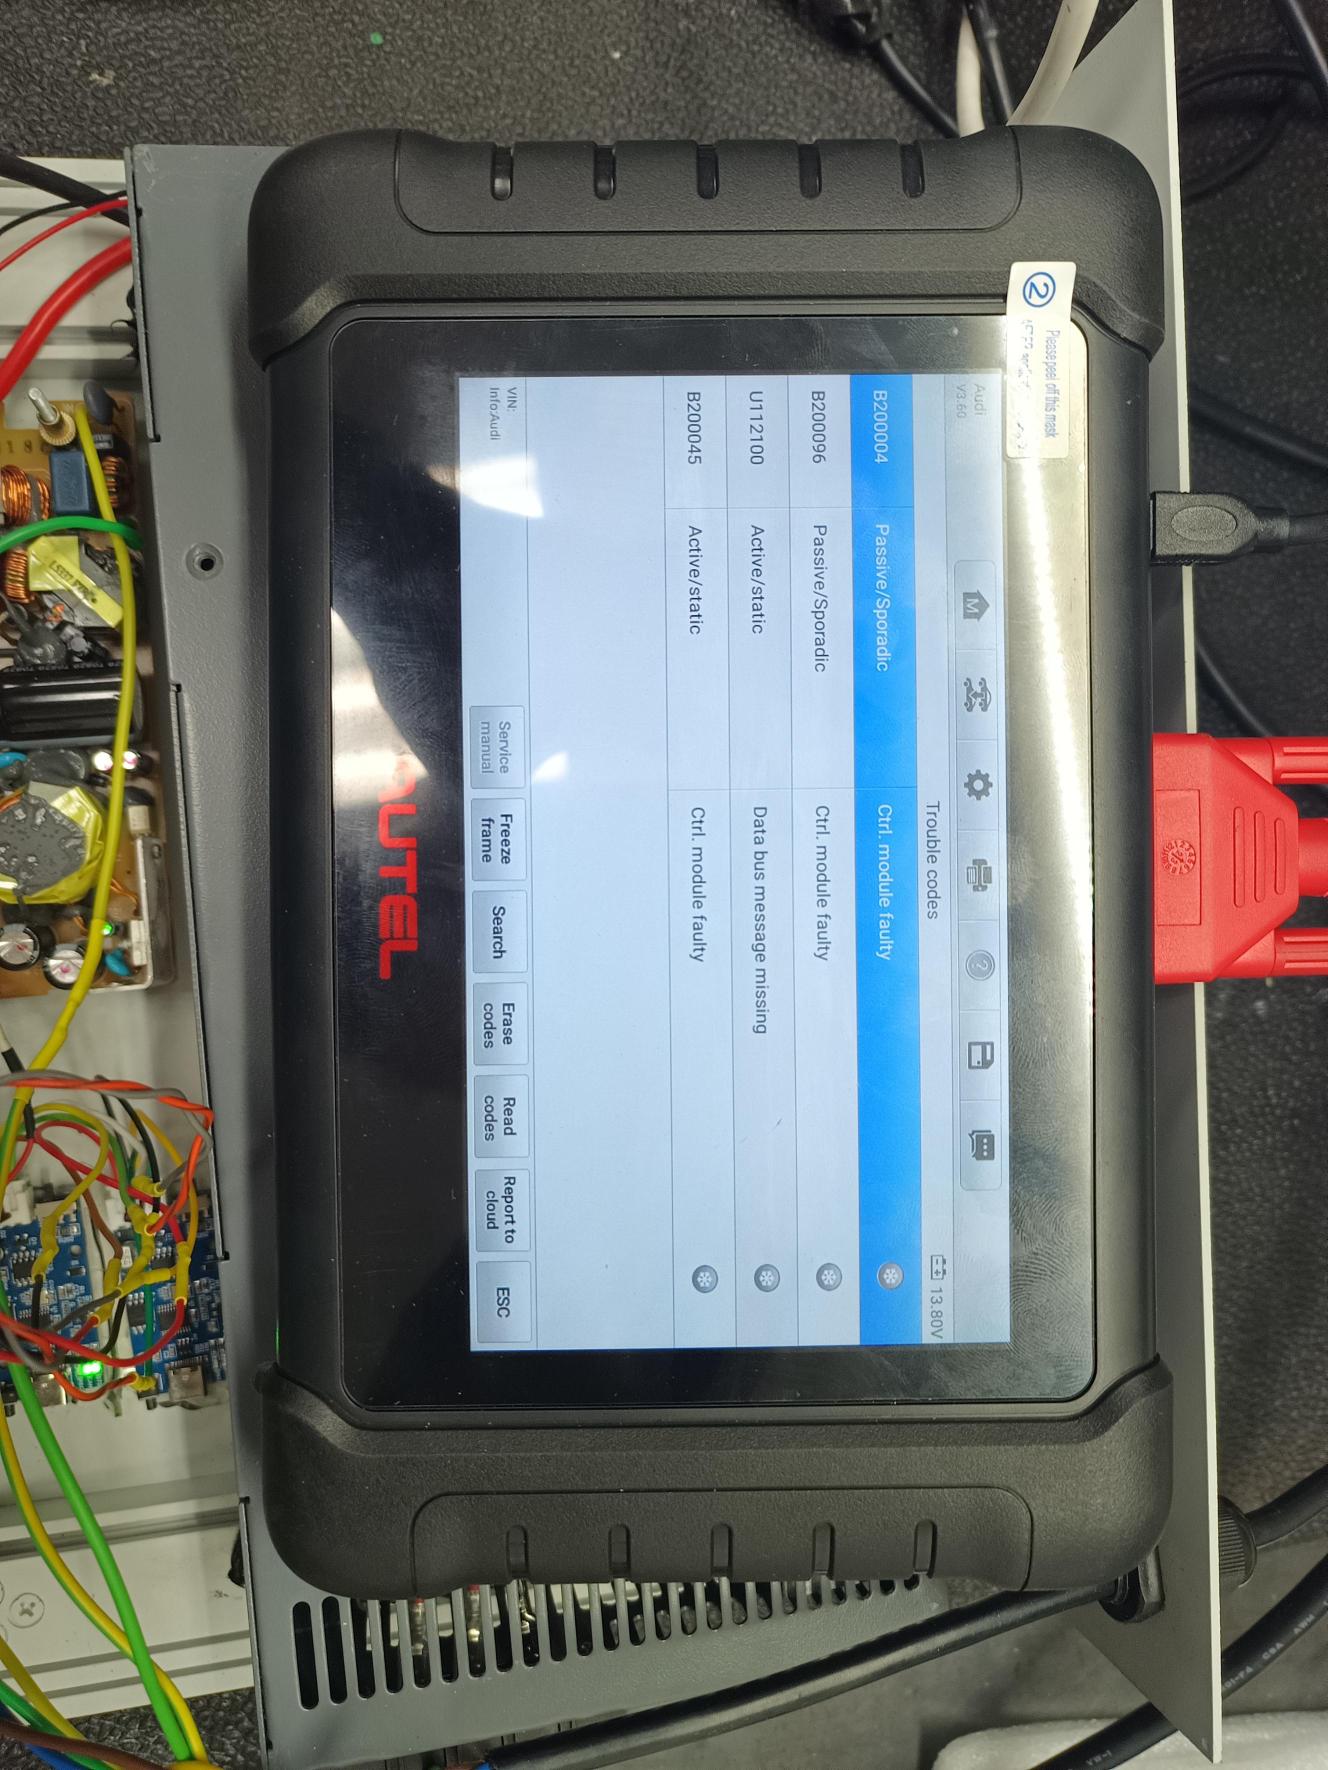 ②
Please peel off this mask
Audi
V3.60
M
?
Trouble codes
13.80V
B200004 Passive/Sporadic Ctrl. module faulty
B200096 Passive/Sporadic Ctrl. module faulty
U112100 Active/static Data bus message missing
B200045 Active/static Ctrl. module faulty
VIN:
Info:Audi
Service manual
Freeze frame
Search
Erase codes
Read codes
Report to cloud
ESC
AUTEL